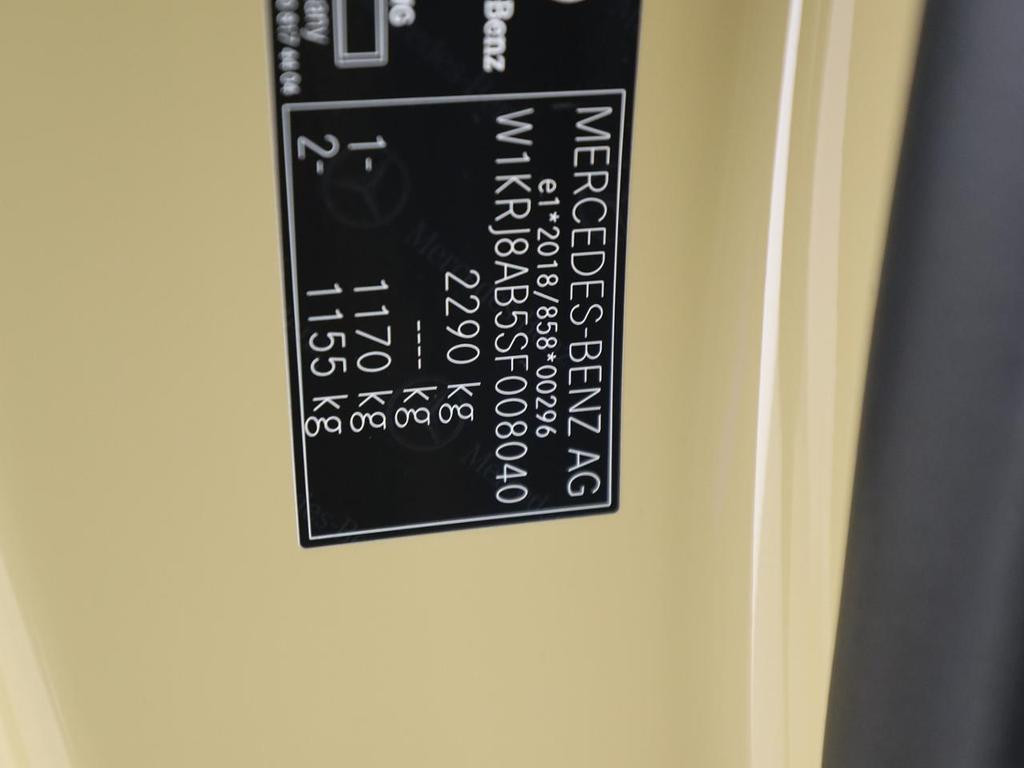 Benz
MERCEDES-BENZ AG
e1*2018/858*00296
W1KRJ8AB5SF008040
2290 kg
---- kg
1- 1170 kg
2- 1155 kg